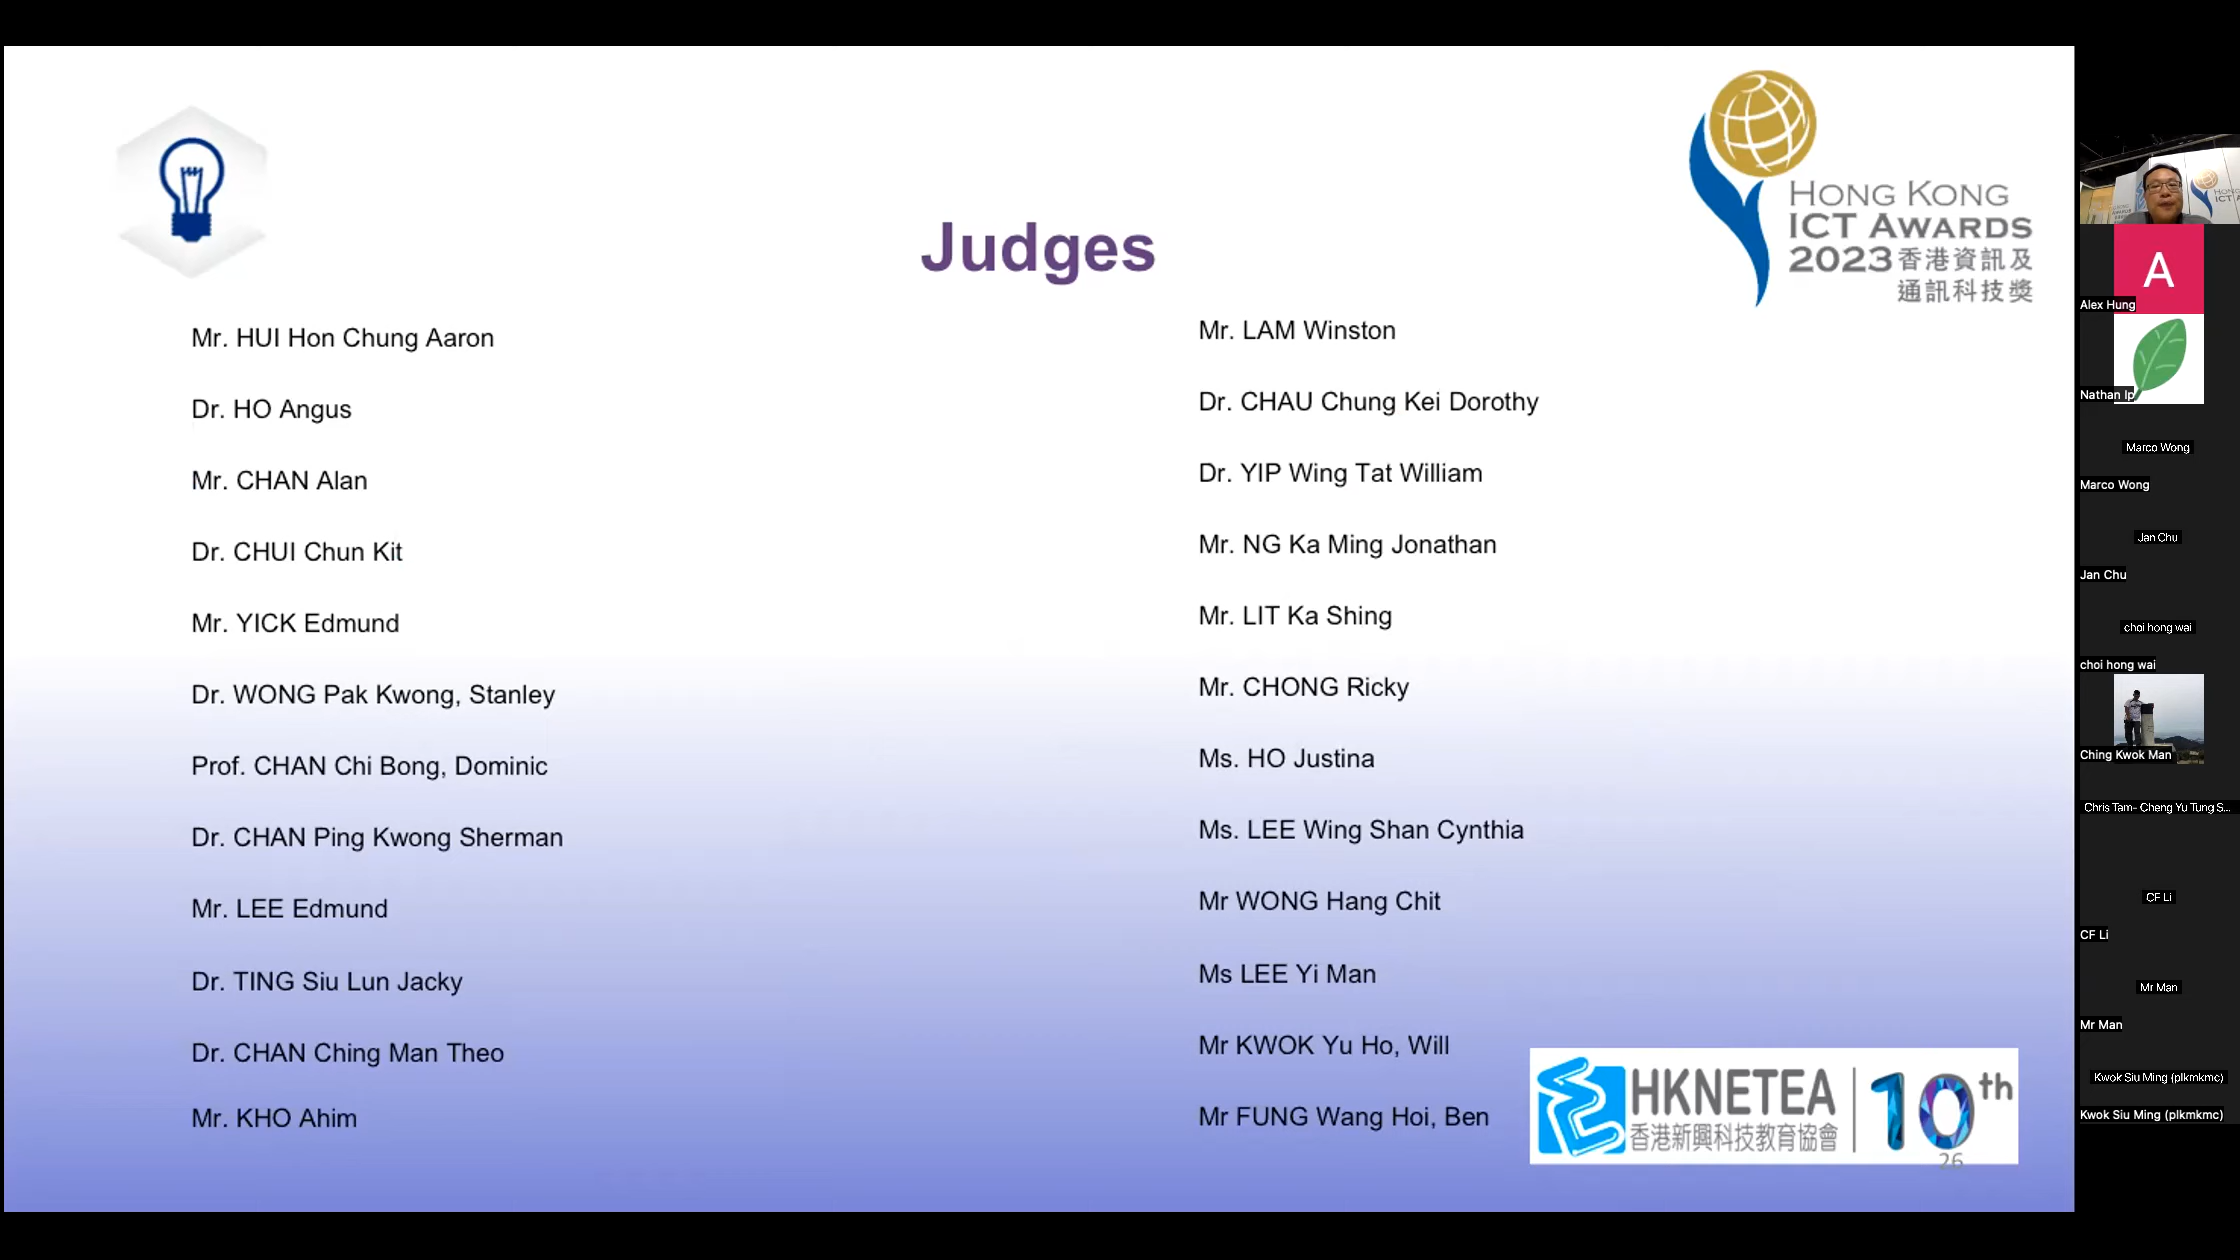 HONG KONG
ICT AWARDS
2023 香港資訊及
通訊科技獎
Judges
Mr. HUI Hon Chung Aaron
Dr. HO Angus
Mr. CHAN Alan
Dr. CHUI Chun Kit
Mr. YICK Edmund
Dr. WONG Pak Kwong, Stanley
Prof. CHAN Chi Bong, Dominic
Dr. CHAN Ping Kwong Sherman
Mr. LEE Edmund
Dr. TING Siu Lun Jacky
Dr. CHAN Ching Man Theo
Mr. KHO Ahim
Mr. LAM Winston
Dr. CHAU Chung Kei Dorothy
Dr. YIP Wing Tat William
Mr. NG Ka Ming Jonathan
Mr. LIT Ka Shing
Mr. CHONG Ricky
Ms. HO Justina
Ms. LEE Wing Shan Cynthia
Mr WONG Hang Chit
Ms LEE Yi Man
Mr KWOK Yu Ho, Will
Mr FUNG Wang Hoi, Ben
HKNETEA
香港新興科技教育協會
10th
26
A
Alex Hung
Nathan Ip
Marco Wong
Marco Wong
Jan Chu
Jan Chu
choi hong wai
choi hong wai
Ching Kwok Man
Chris Tam- Cheng Yu Tung S...
CF Li
CF Li
Mr Man
Mr Man
Kwok Siu Ming (plkmkmc)
Kwok Siu Ming (plkmkmc)